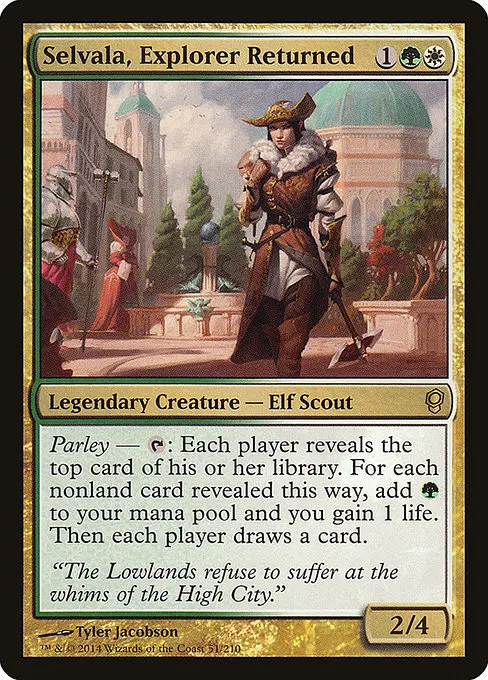 Selvala, Explorer Returned 1
Legendary Creature — Elf Scout
Parley — : Each player reveals the
top card of his or her library. For each
nonland card revealed this way, add
to your mana pool and you gain 1 life.
Then each player draws a card.
“The Lowlands refuse to suffer at the
whims of the High City.”
Tyler Jacobson
2/4
™ & © 2014 Wizards of the Coast 51/210